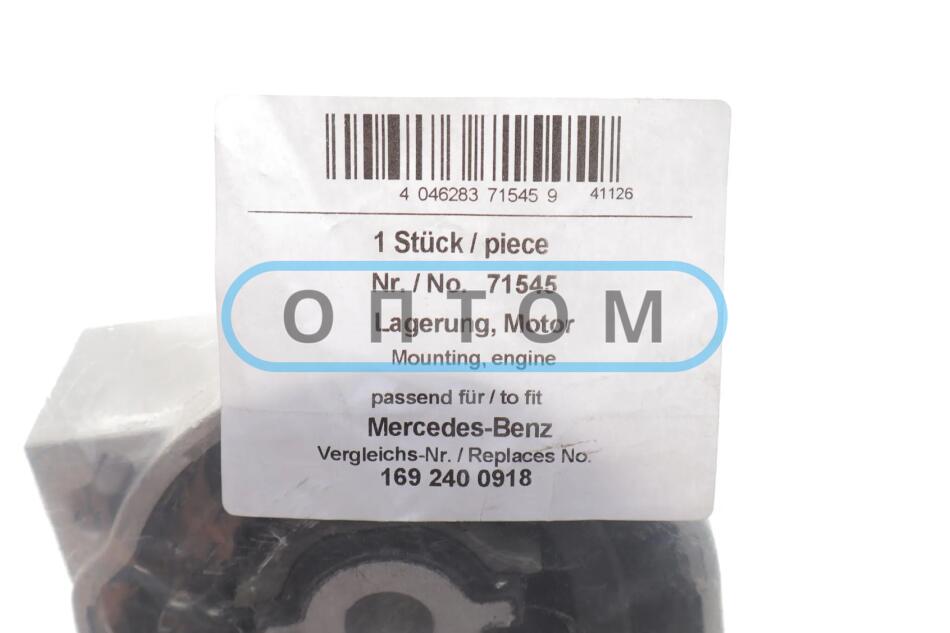 4 046283 71545 9 41126
1 Stück / piece
Nr. / No. 71545
ОПТОМ
Lagerung, Motor
Mounting, engine
passend für / to fit
Mercedes-Benz
Vergleichs-Nr. / Replaces No.
169 240 0918